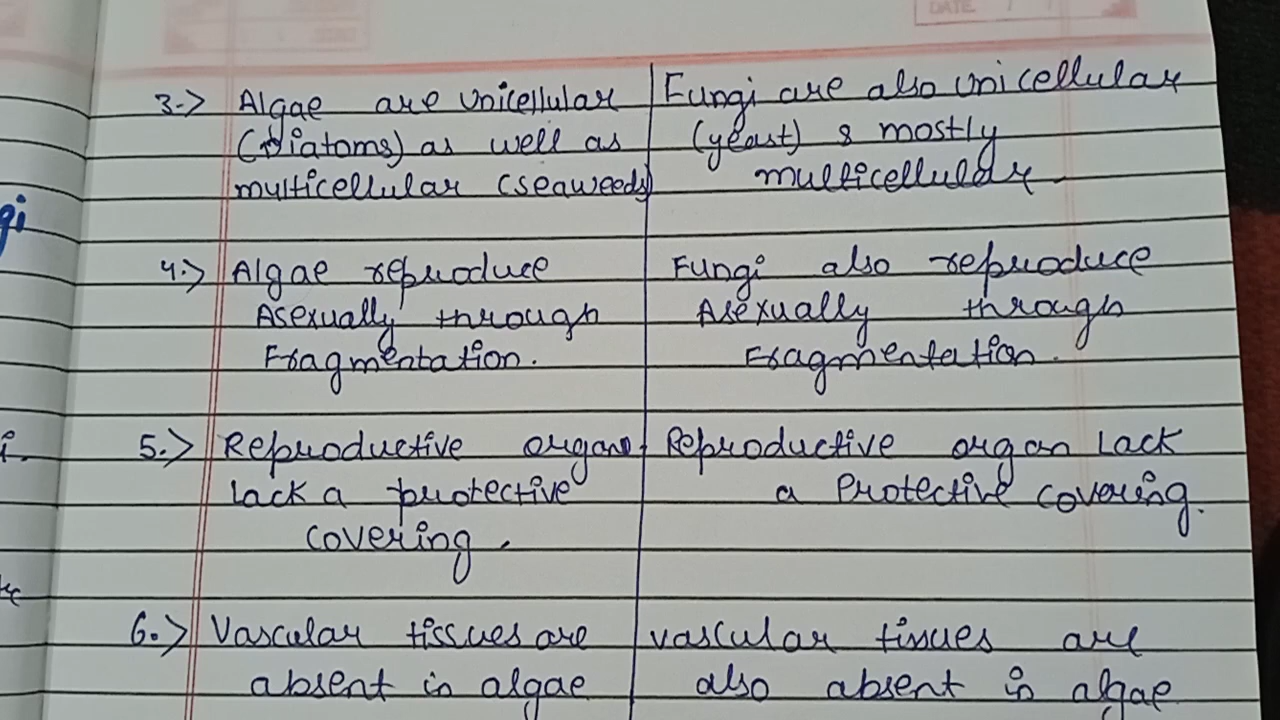 DATE
3.> Algae are Unicellular | Fungi are also Unicellular
(Diatoms) as well as (yeast) & mostly
multicellular (seaweeds) multicellular.
gi
4.> Algae reproduce Fungi also reproduce
Asexually through Asexually through
Fragmentation. Fragmentation.
i. 5.> Reproductive organs Reproductive organ Lack
Lack a protective a Protective covering.
covering.
6.> Vascular tissues are vascular tissues are
absent in algae also absent in algae